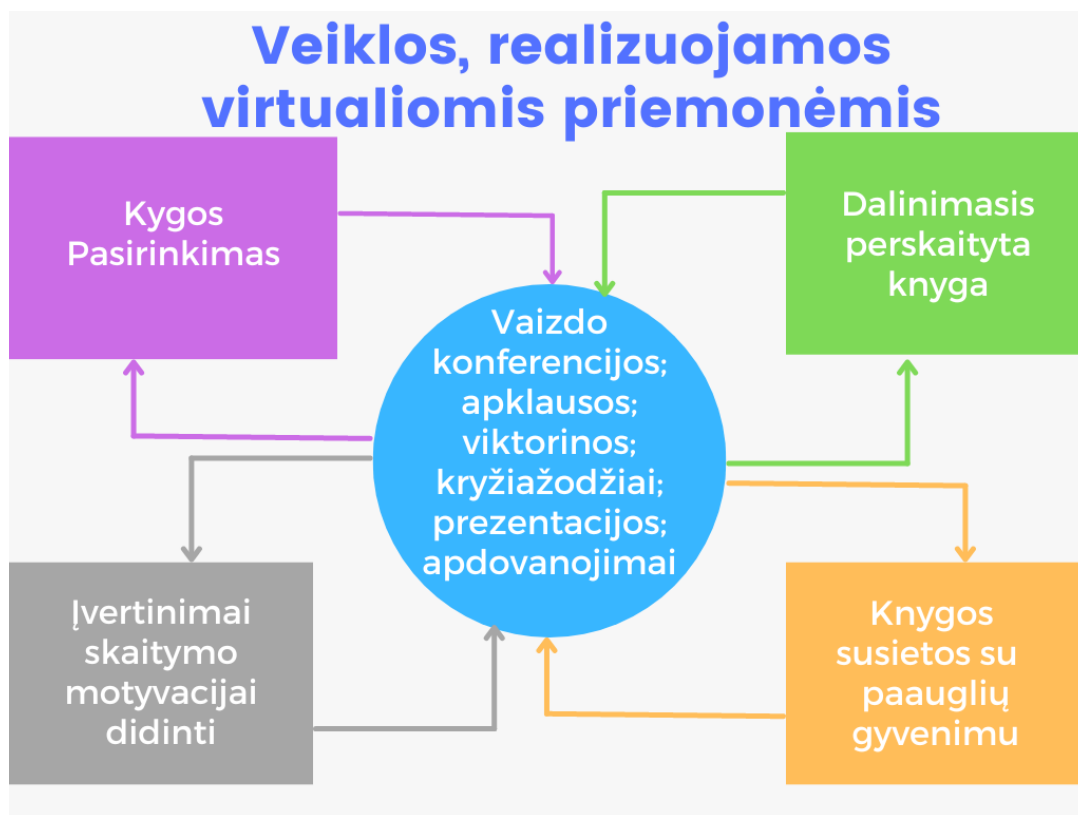 Veiklos, realizuojamos
virtualiomis priemonėmis
Kygos
Pasirinkimas
Dalinimasis
perskaityta
knyga
Vaizdo
konferencijos;
apklausos;
viktorinos;
kryžiažodžiai;
prezentacijos;
apdovanojimai
Įvertinimai
skaitymo
motyvacijai
didinti
Knygos
susietos su
paauglių
gyvenimu